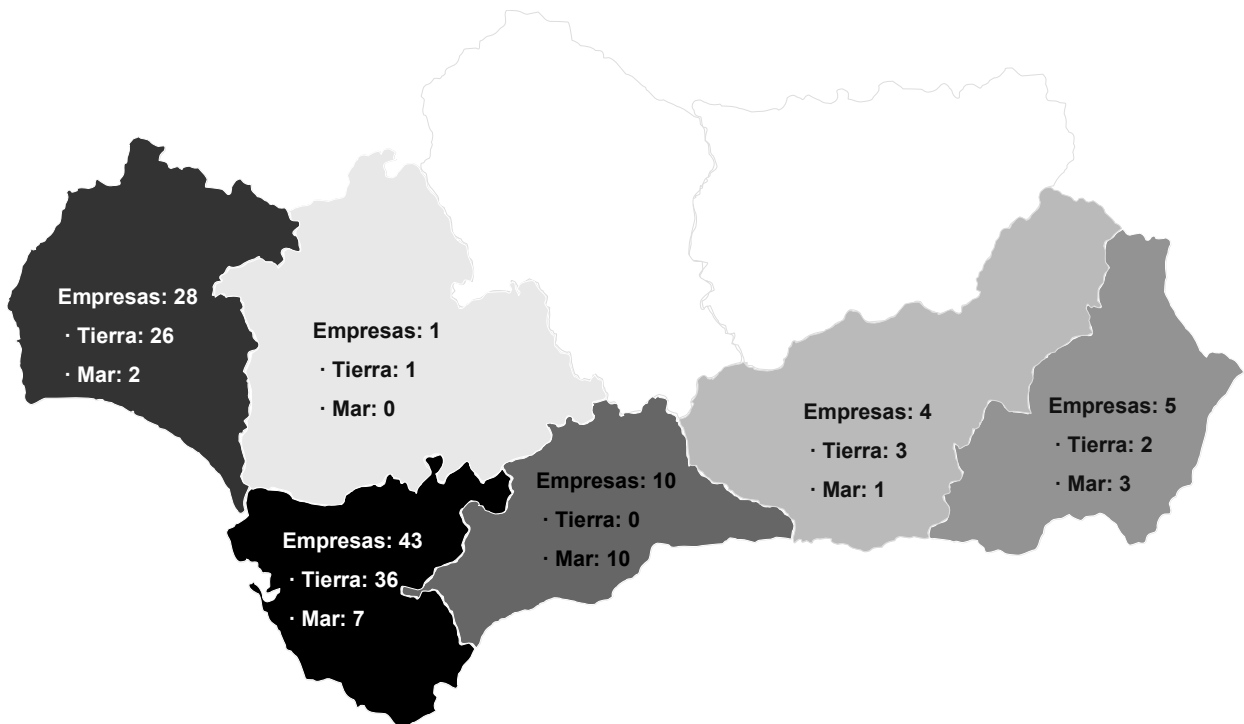 Empresas: 28
· Tierra: 26
· Mar: 2
Empresas: 1
· Tierra: 1
· Mar: 0
Empresas: 43
· Tierra: 36
· Mar: 7
Empresas: 10
· Tierra: 0
· Mar: 10
Empresas: 4
· Tierra: 3
· Mar: 1
Empresas: 5
· Tierra: 2
· Mar: 3